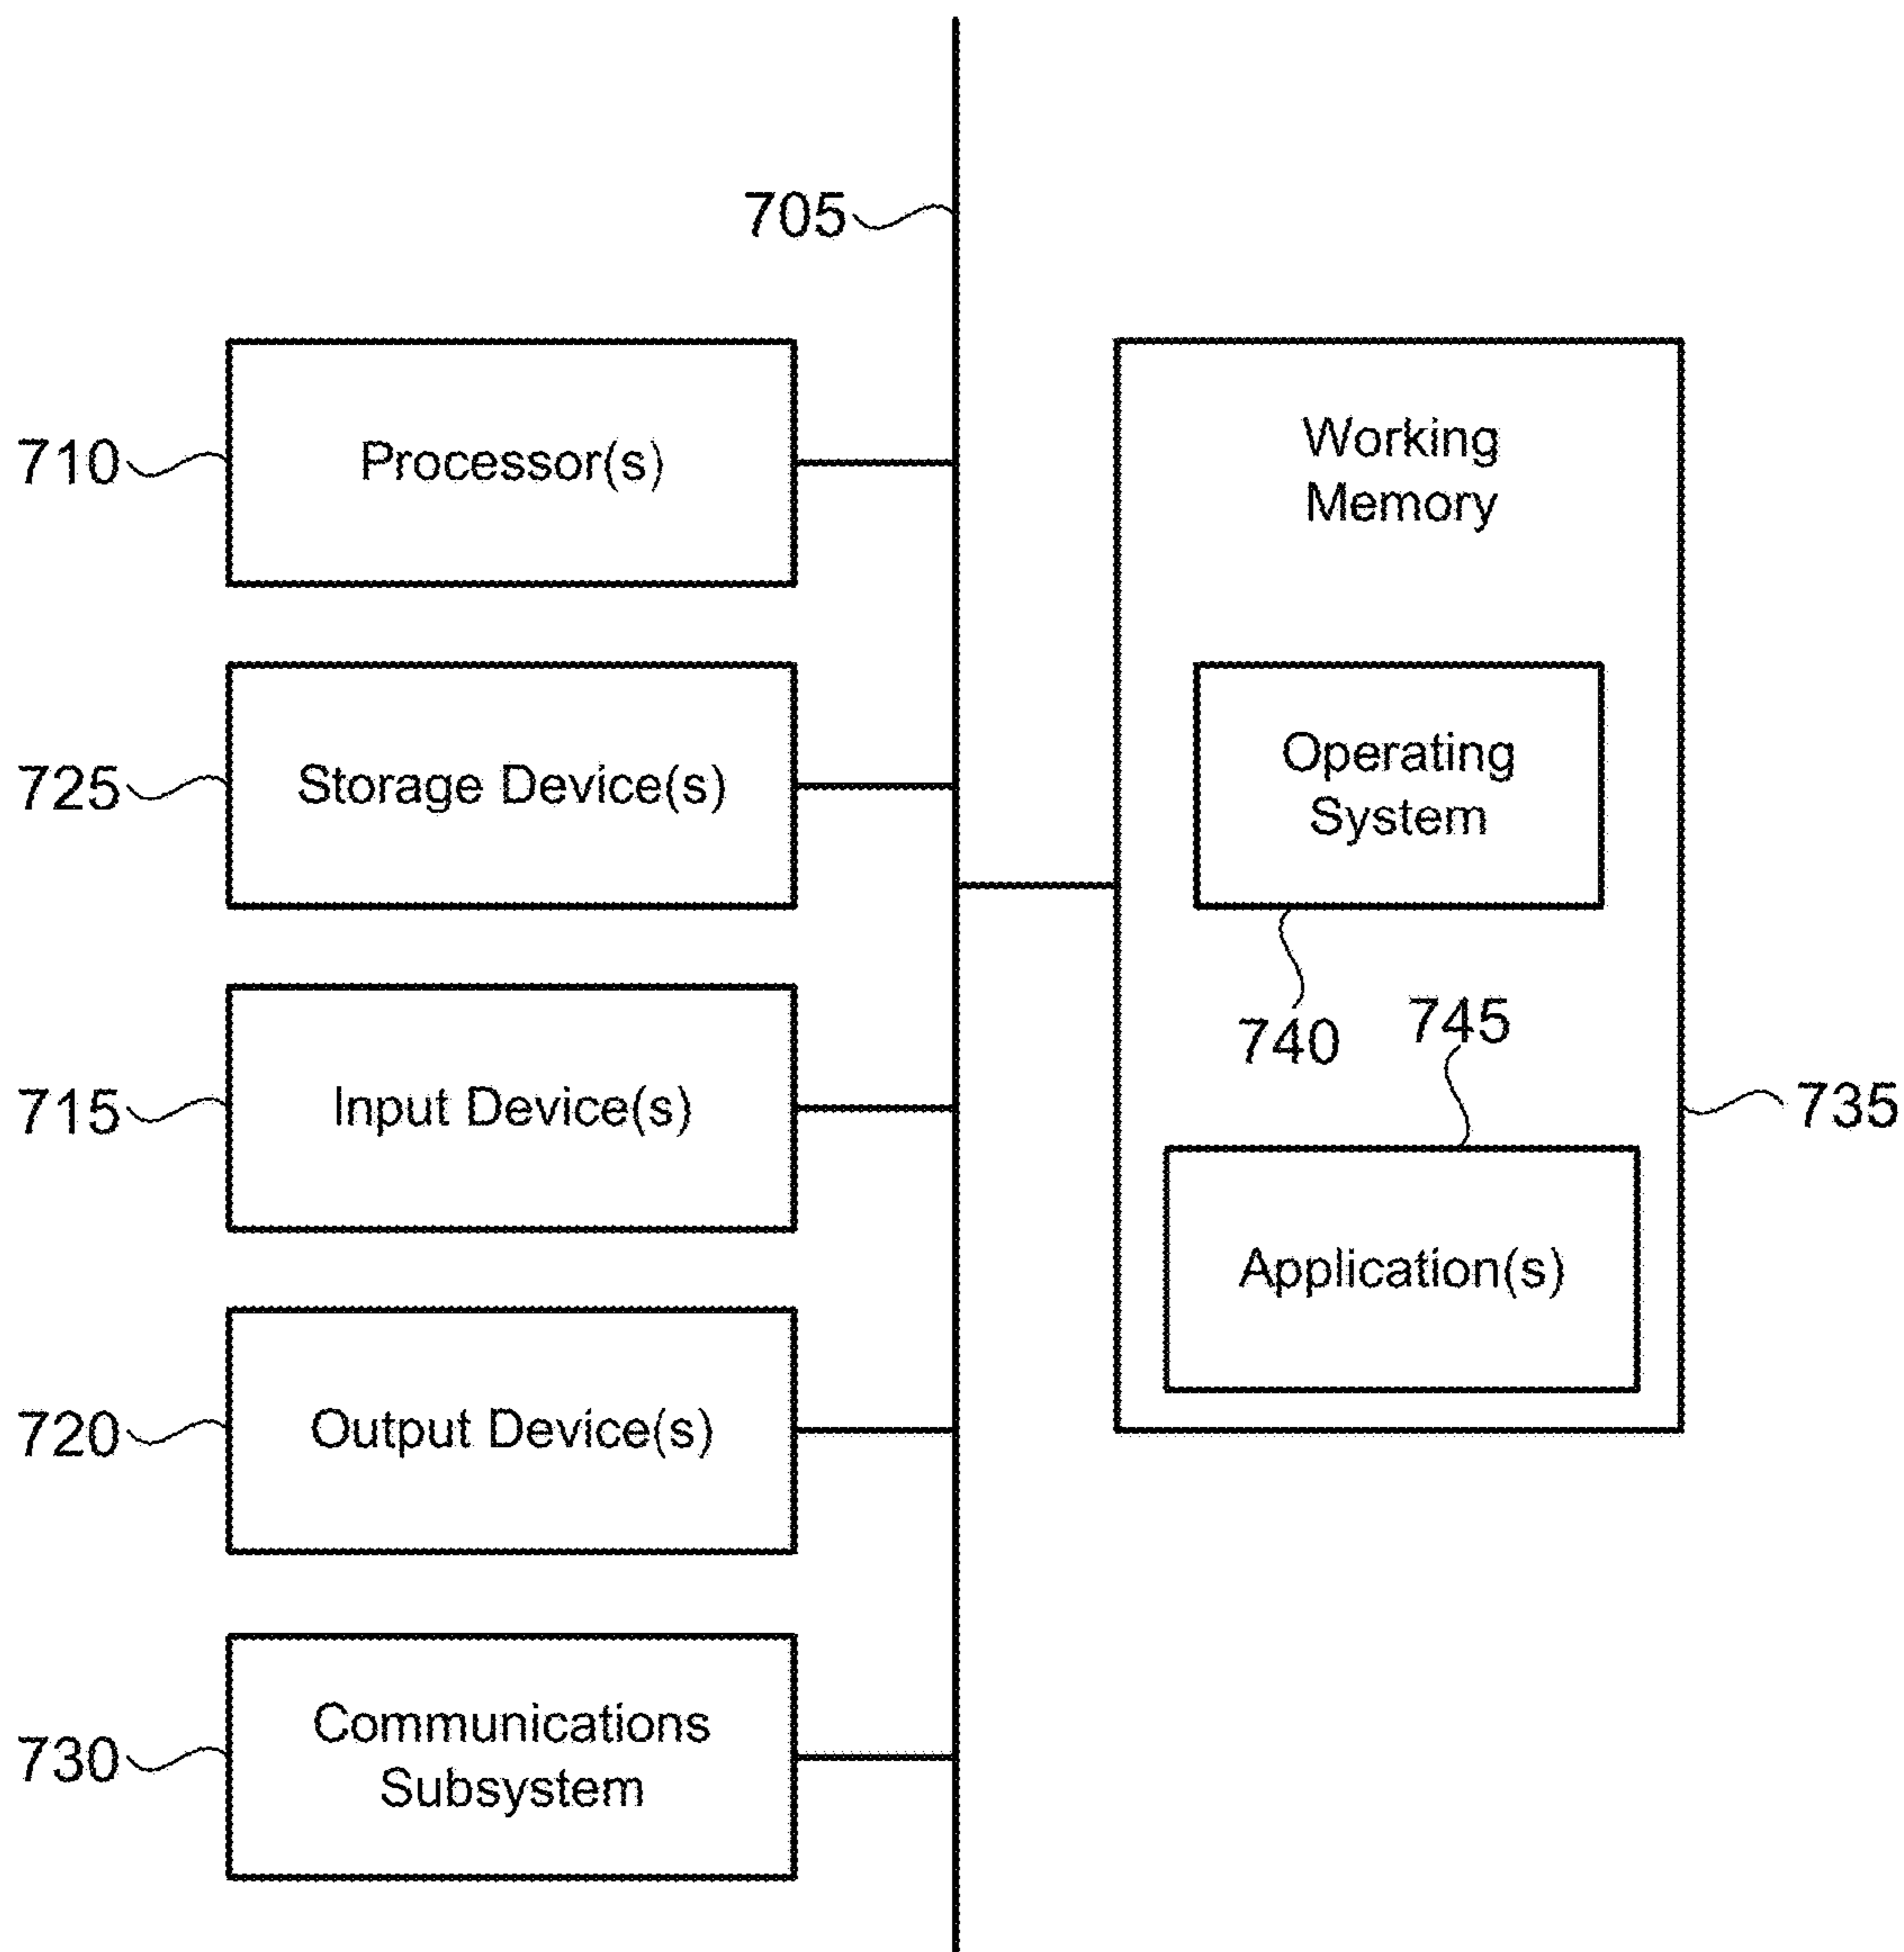 705
710
Processor(s)
725
Storage Device(s)
715
Input Device(s)
720
Output Device(s)
730
Communications
Subsystem
Working
Memory
Operating
System
740
745
Application(s)
735